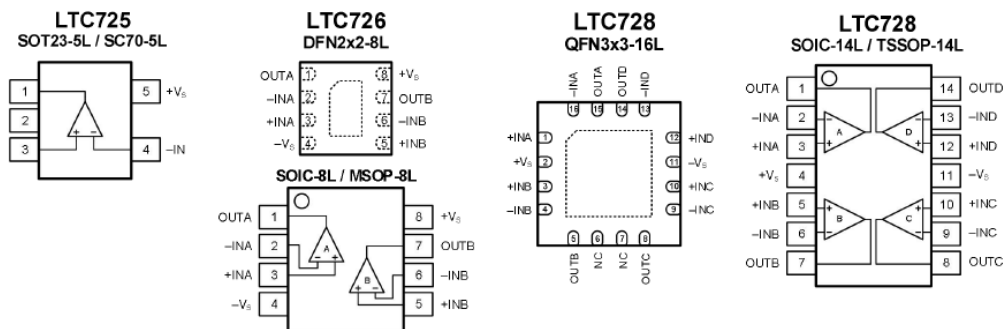 LTC725
SOT23-5L / SC70-5L
1
2
3
5 +Vs
4 -IN
+ −
LTC726
DFN2x2-8L
OUTA 1
−INA 2
+INA 3
−Vs 4
8 +Vs
7 OUTB
6 −INB
5 +INB
SOIC-8L / MSOP-8L
OUTA 1
−INA 2
+INA 3
−Vs 4
8 +Vs
7 OUTB
6 −INB
5 +INB
A
− +
B
+ −
LTC728
QFN3x3-16L
−INA OUTA OUTD −IND
16 15 14 13
+INA 1
+Vs 2
+INB 3
−INB 4
12 +IND
11 −Vs
10 +INC
9 −INC
5 6 7 8
OUTB NC NC OUTC
LTC728
SOIC-14L / TSSOP-14L
OUTA 1
−INA 2
+INA 3
+Vs 4
+INB 5
−INB 6
OUTB 7
14 OUTD
13 −IND
12 +IND
11 −Vs
10 +INC
9 −INC
8 OUTC
− A +
− D +
+ B −
+ C −